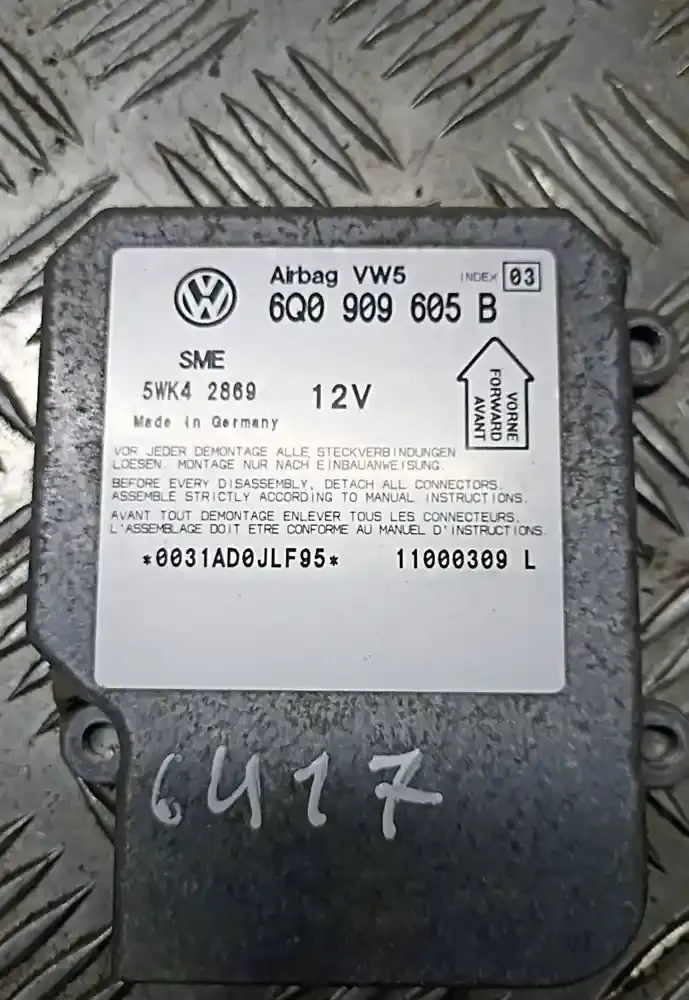 Airbag VW5 INDEX 03
6Q0 909 605 B
SME
5WK4 2869 12V
Made in Germany
VORNE
FORWARD
AVANT
VOR JEDER DEMONTAGE ALLE STECKVERBINDUNGEN
LOESEN. MONTAGE NUR NACH EINBAUANWEISUNG.
BEFORE EVERY DISASSEMBLY, DETACH ALL CONNECTORS.
ASSEMBLE STRICTLY ACCORDING TO MANUAL INSTRUCTIONS.
AVANT TOUT DEMONTAGE ENLEVER TOUS LES CONNECTEURS.
L'ASSEMBLAGE DOIT ETRE CONFORME AU MANUEL D'INSTRUCTIONS.
*0031AD0JLF95* 11000309 L
6417